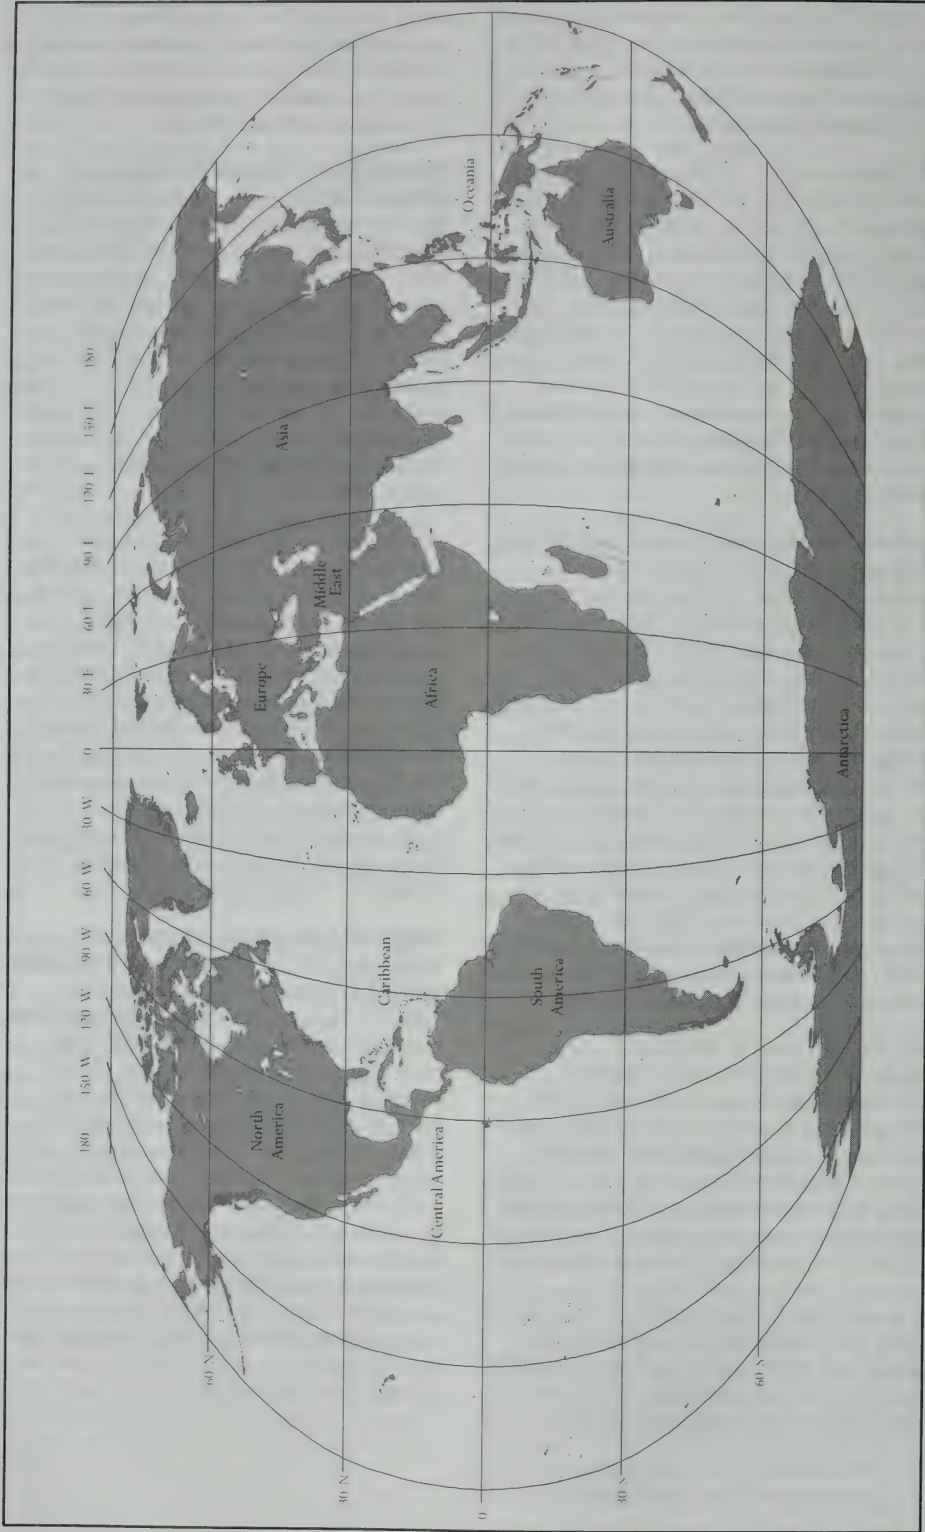 180
150 W
120 W
90 W
60 W
30 W
0
30 E
60 E
90 E
120 E
150 E
180
60 N
30 N
0
30 S
60 S
North
America
Central America
Caribbean
South
America
Europe
Middle
East
Africa
Asia
Oceania
Australia
Antarctica